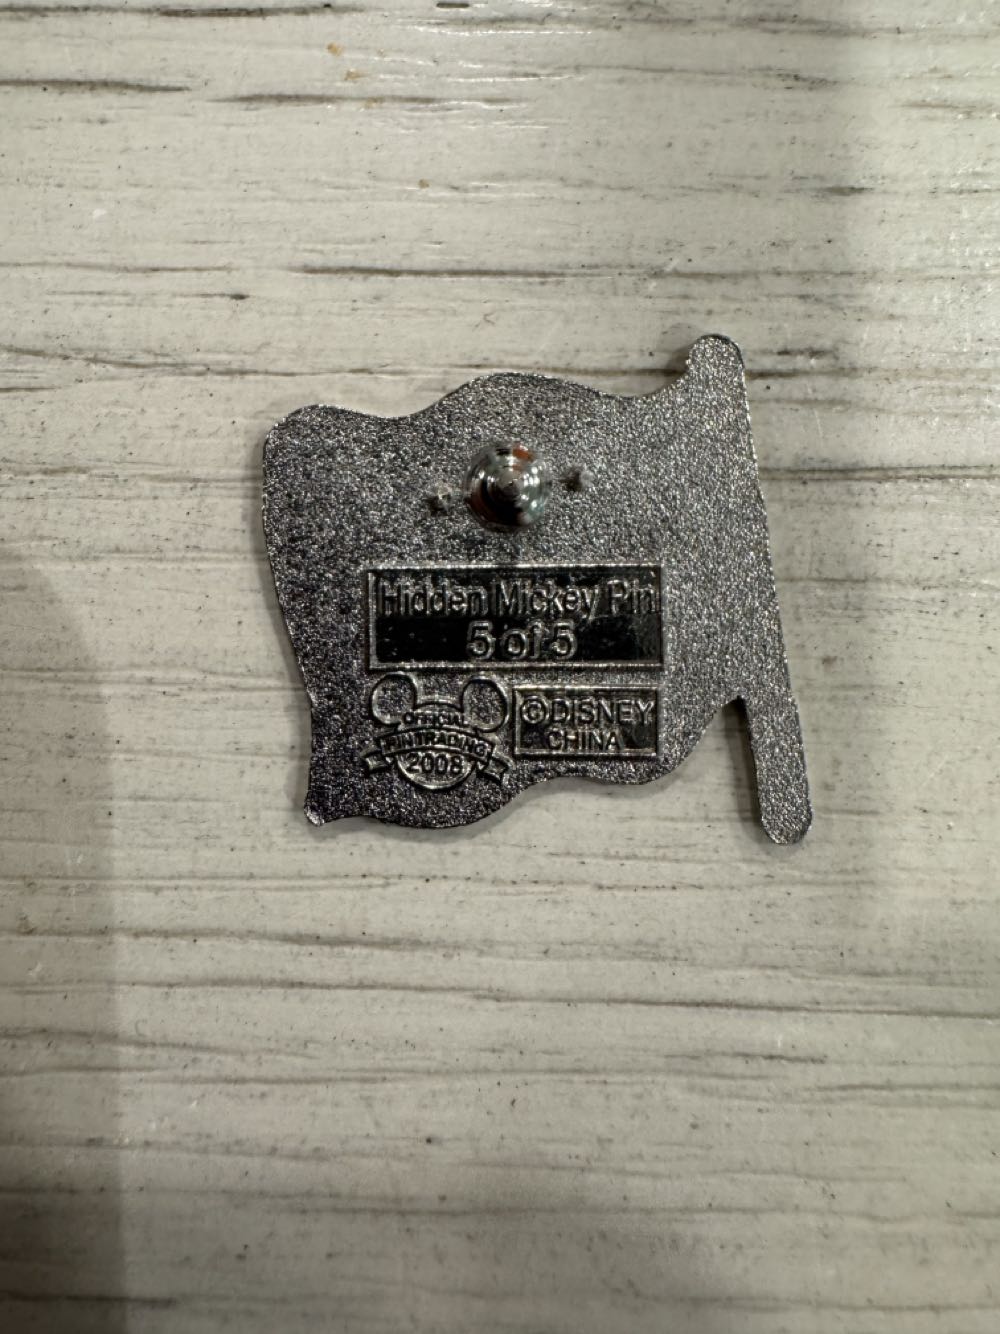 Hidden Mickey Pin
5 of 5
OFFICIAL
PIN TRADING
2008
©DISNEY
CHINA